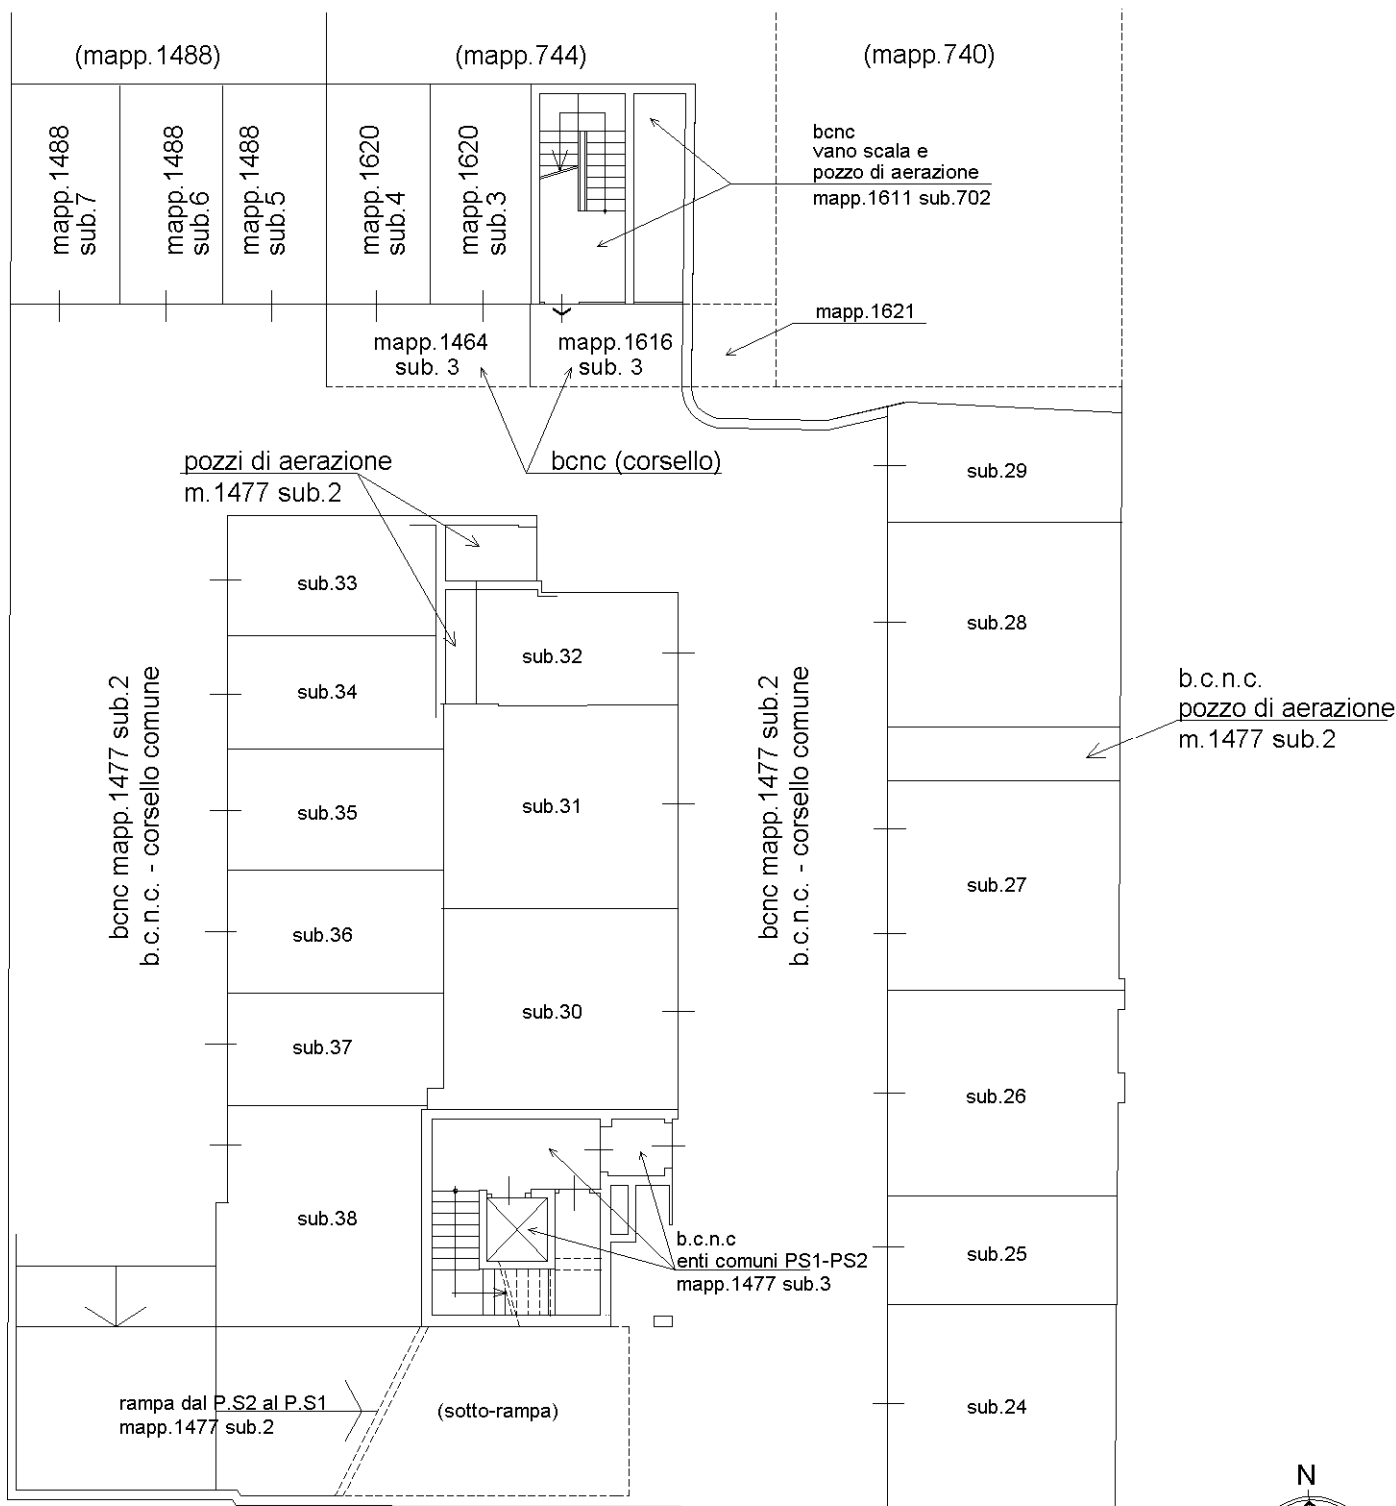 (mapp.1488)
(mapp.744)
(mapp.740)
mapp.1488
sub.7
mapp.1488
sub.6
mapp.1488
sub.5
mapp.1620
sub.4
mapp.1620
sub.3
bcnc
vano scala e
pozzo di aerazione
mapp.1611 sub.702
mapp.1621
mapp.1464
sub. 3
mapp.1616
sub. 3
pozzi di aerazione
m.1477 sub.2
bcnc (corsello)
sub.29
sub.33
sub.28
sub.32
sub.34
bcnc mapp.1477 sub.2
b.c.n.c. - corsello comune
bcnc mapp.1477 sub.2
b.c.n.c. - corsello comune
b.c.n.c.
pozzo di aerazione
m.1477 sub.2
sub.35
sub.31
sub.27
sub.36
sub.30
sub.37
sub.26
sub.38
b.c.n.c
enti comuni PS1-PS2
mapp.1477 sub.3
sub.25
rampa dal P.S2 al P.S1
mapp.1477 sub.2
(sotto-rampa)
sub.24
N